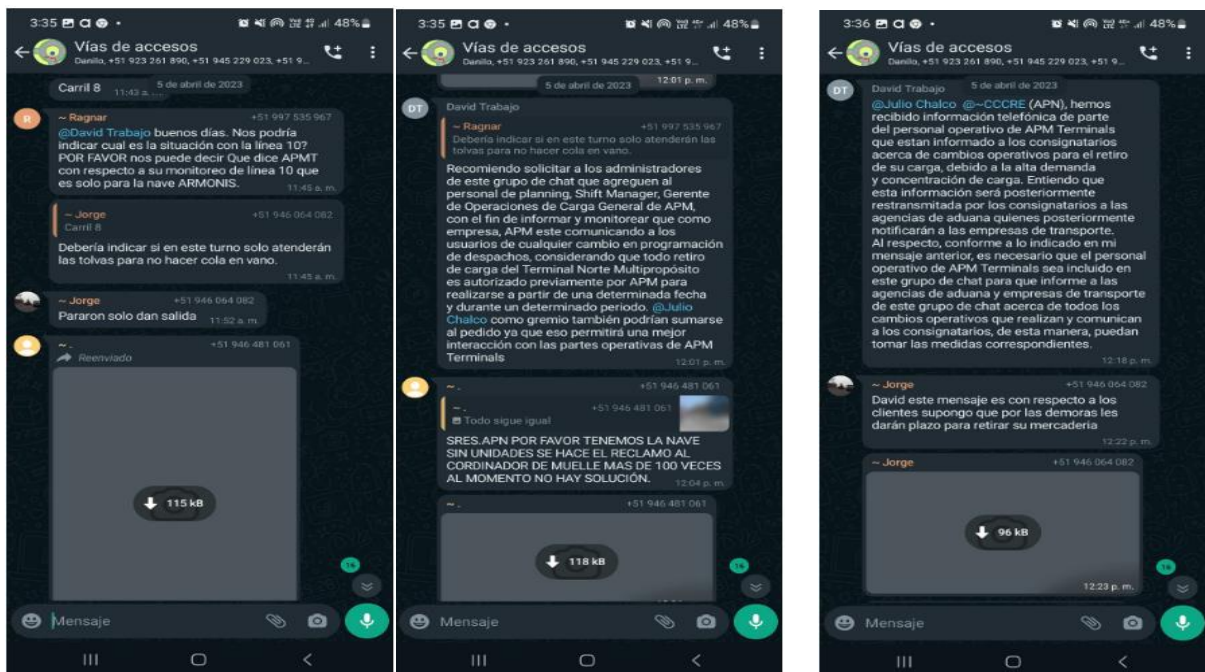 3:35
48%
Vías de accesos
Danilo, +51 923 261 890, +51 945 229 023, +51 9...
5 de abril de 2023
Carril 8
~ Ragnar +51 997 535 967
@David Trabajo buenos días. Nos podría
indicar cual es la situación con la línea 10?
POR FAVOR nos puede decir Que dice APMT
con respecto a su monitoreo de línea 10 que
es solo para la nave ARMONIS.
11:45 a. m.
~ Jorge +51 946 064 082
Carril 8
Debería indicar si en este turno solo atenderán
las tolvas para no hacer cola en vano.
11:45 a. m.
~ Jorge +51 946 064 082
Pararon solo dan salida 11:52 a. m.
~ . +51 946 481 061
Reenviado
115 kB
16
Mensaje
3:35
48%
Vías de accesos
Danilo, +51 923 261 890, +51 945 229 023, +51 9...
12:01 p. m.
5 de abril de 2023
DT
David Trabajo
~ Ragnar +51 997 535 967
Debería indicar si en este turno solo atenderán las
tolvas para no hacer cola en vano.
Recomiendo solicitar a los administradores
de este grupo de chat que agreguen al
personal de planning, Shift Manager, Gerente
de Operaciones de Carga General de APM,
con el fin de informar y monitorear que como
empresa, APM este comunicando a los
usuarios de cualquier cambio en programación
de despachos, considerando que todo retiro
de carga del Terminal Norte Multipropósito
es autorizado previamente por APM para
realizarse a partir de una determinada fecha
y durante un determinado periodo. @Julio
Chalco como gremio también podrían sumarse
al pedido ya que eso permitirá una mejor
interacción con las partes operativas de APM
Terminals
12:01 p. m.
~ . +51 946 481 061
~ . +51 946 481 061
Todo sigue igual
SRES.APN POR FAVOR TENEMOS LA NAVE
SIN UNIDADES SE HACE EL RECLAMO AL
CORDINADOR DE MUELLE MAS DE 100 VECES
AL MOMENTO NO HAY SOLUCIÓN.
12:04 p. m.
~ . +51 946 481 061
118 kB
16
Mensaje
3:36
48%
Vías de accesos
Danilo, +51 923 261 890, +51 945 229 023, +51 9...
5 de abril de 2023
DT
David Trabajo
@Julio Chalco @~CCCRE (APN), hemos
recibido información telefónica de parte
del personal operativo de APM Terminals
que estan informado a los consignatarios
acerca de cambios operativos para el retiro
de su carga, debido a la alta demanda
y concentración de carga. Entiendo que
esta información será posteriormente
restransmitada por los consignatarios a las
agencias de aduana quienes posteriormente
notificarán a las empresas de transporte.
Al respecto, conforme a lo indicado en mi
mensaje anterior, es necesario que el personal
operativo de APM Terminals sea incluido en
este grupo de chat para que informe a las
agencias de aduana y empresas de transporte
de este grupo de chat acerca de todos los
cambios operativos que realizan y comunican
a los consignatarios, de esta manera, puedan
tomar las medidas correspondientes.
12:18 p. m.
~ Jorge +51 946 064 082
David este mensaje es con respecto a los
clientes supongo que por las demoras les
darán plazo para retirar su mercaderia
12:22 p. m.
~ Jorge +51 946 064 082
96 kB
12:23 p. m.
16
Mensaje